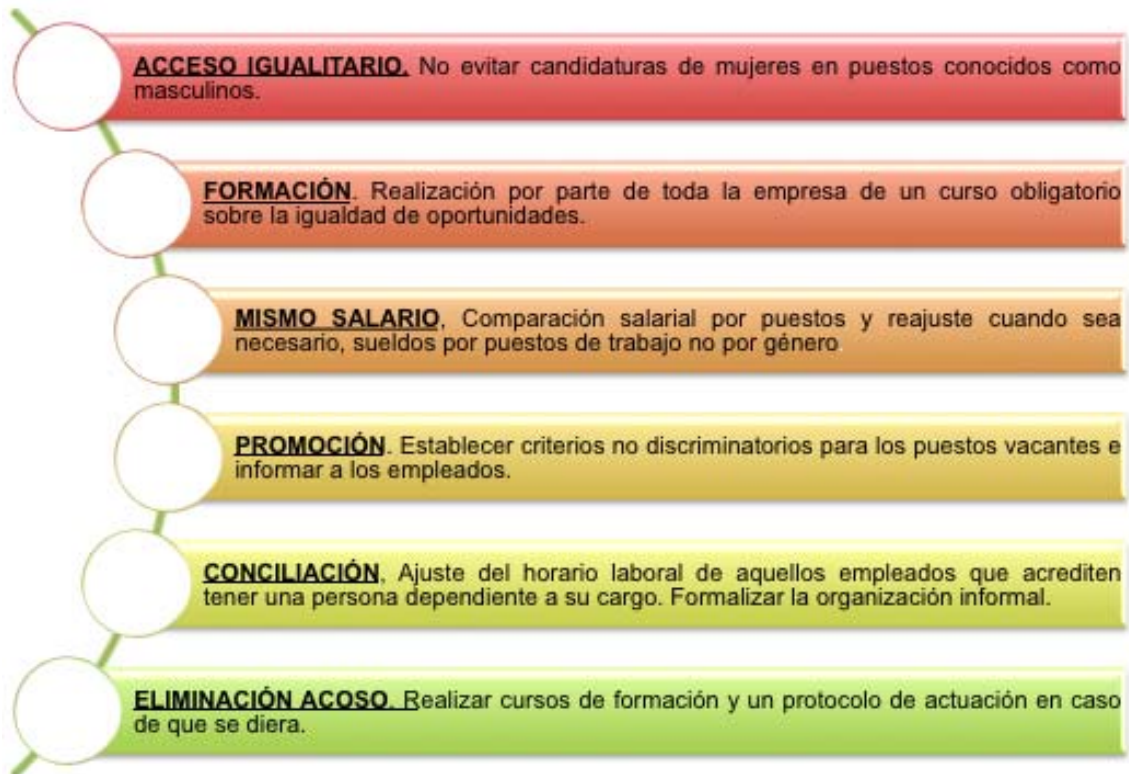 ACCESO IGUALITARIO. No evitar candidaturas de mujeres en puestos conocidos como
masculinos.
FORMACIÓN. Realización por parte de toda la empresa de un curso obligatorio
sobre la igualdad de oportunidades.
MISMO SALARIO, Comparación salarial por puestos y reajuste cuando sea
necesario, sueldos por puestos de trabajo no por género.
PROMOCIÓN. Establecer criterios no discriminatorios para los puestos vacantes e
informar a los empleados.
CONCILIACIÓN, Ajuste del horario laboral de aquellos empleados que acrediten
tener una persona dependiente a su cargo. Formalizar la organización informal.
ELIMINACIÓN ACOSO. Realizar cursos de formación y un protocolo de actuación en caso
de que se diera.